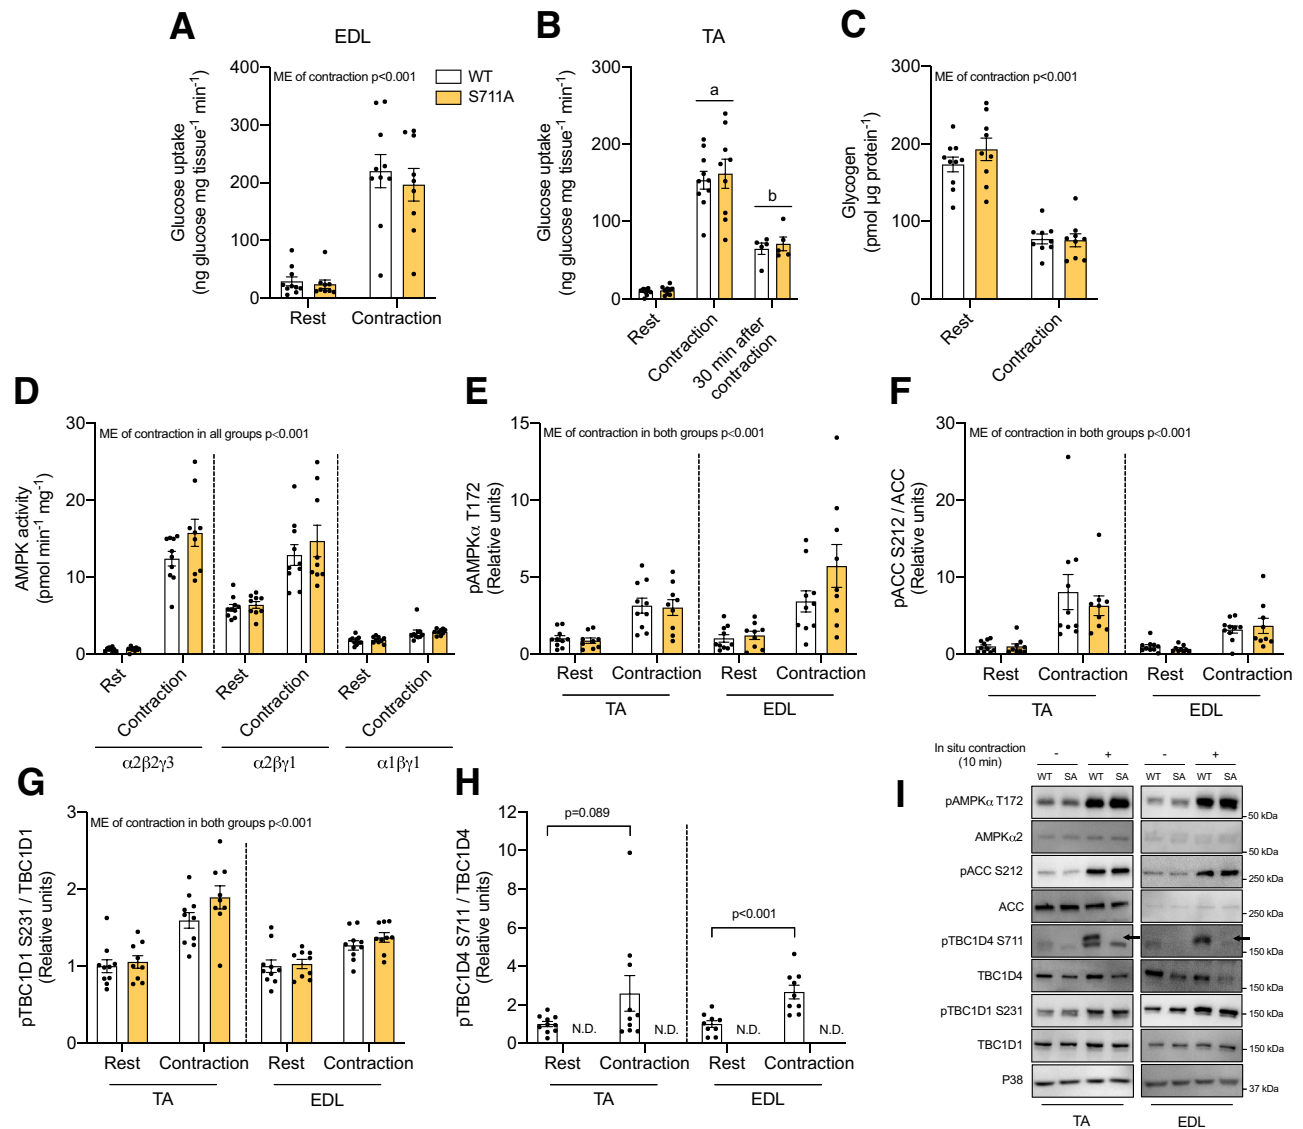 A
EDL
Glucose uptake
(ng glucose mg tissue⁻¹ min⁻¹)
400
300
200
100
0
ME of contraction p<0.001
WT
S711A
Rest
Contraction
B
TA
Glucose uptake
(ng glucose mg tissue⁻¹ min⁻¹)
300
200
100
0
a
b
Rest
Contraction
30 min after
contraction
C
Glycogen
(pmol µg protein⁻¹)
300
200
100
0
ME of contraction p<0.001
Rest
Contraction
D
AMPK activity
(pmol min⁻¹ mg⁻¹)
30
20
10
0
ME of contraction in all groups p<0.001
Rst
Contraction
Rest
Contraction
Rest
Contraction
α2β2γ3
α2βγ1
α1βγ1
E
pAMPKα T172
(Relative units)
15
10
5
0
ME of contraction in both groups p<0.001
Rest
Contraction
Rest
Contraction
TA
EDL
F
pACC S212 / ACC
(Relative units)
30
20
10
0
ME of contraction in both groups p<0.001
Rest
Contraction
Rest
Contraction
TA
EDL
G
pTBC1D1 S231 / TBC1D1
(Relative units)
3
2
1
0
ME of contraction in both groups p<0.001
Rest
Contraction
Rest
Contraction
TA
EDL
H
pTBC1D4 S711 / TBC1D4
(Relative units)
12
10
8
6
4
2
0
p=0.089
p<0.001
N.D.
N.D.
N.D.
N.D.
Rest
Contraction
Rest
Contraction
TA
EDL
I
In situ contraction
(10 min)
- + - +
WT SA WT SA WT SA WT SA
pAMPKα T172
50 kDa
AMPKα2
50 kDa
pACC S212
250 kDa
ACC
250 kDa
pTBC1D4 S711
150 kDa
TBC1D4
150 kDa
pTBC1D1 S231
150 kDa
TBC1D1
150 kDa
P38
37 kDa
TA
EDL